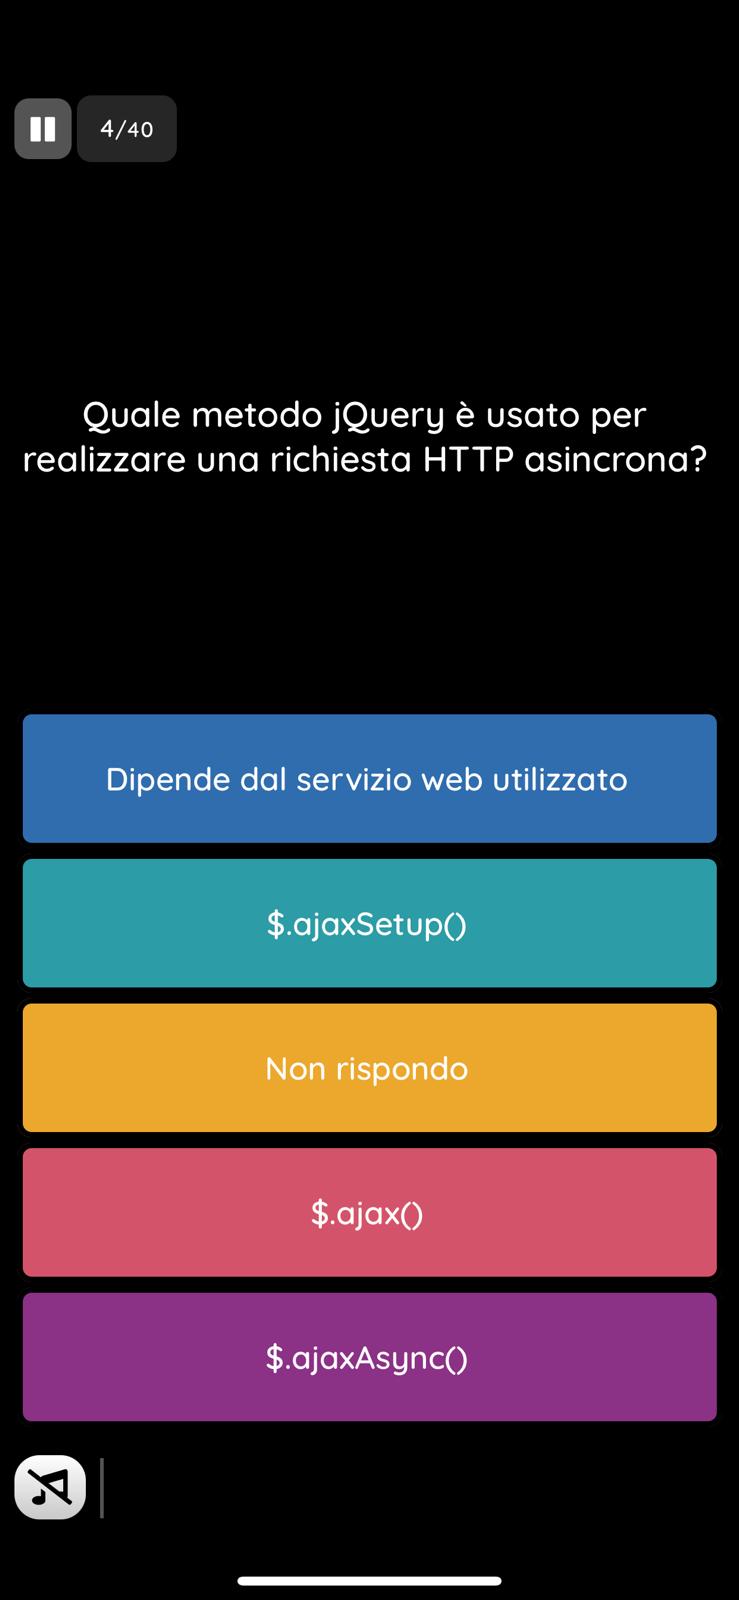 4/40
Quale metodo jQuery è usato per
realizzare una richiesta HTTP asincrona?
Dipende dal servizio web utilizzato
$.ajaxSetup()
Non rispondo
$.ajax()
$.ajaxAsync()